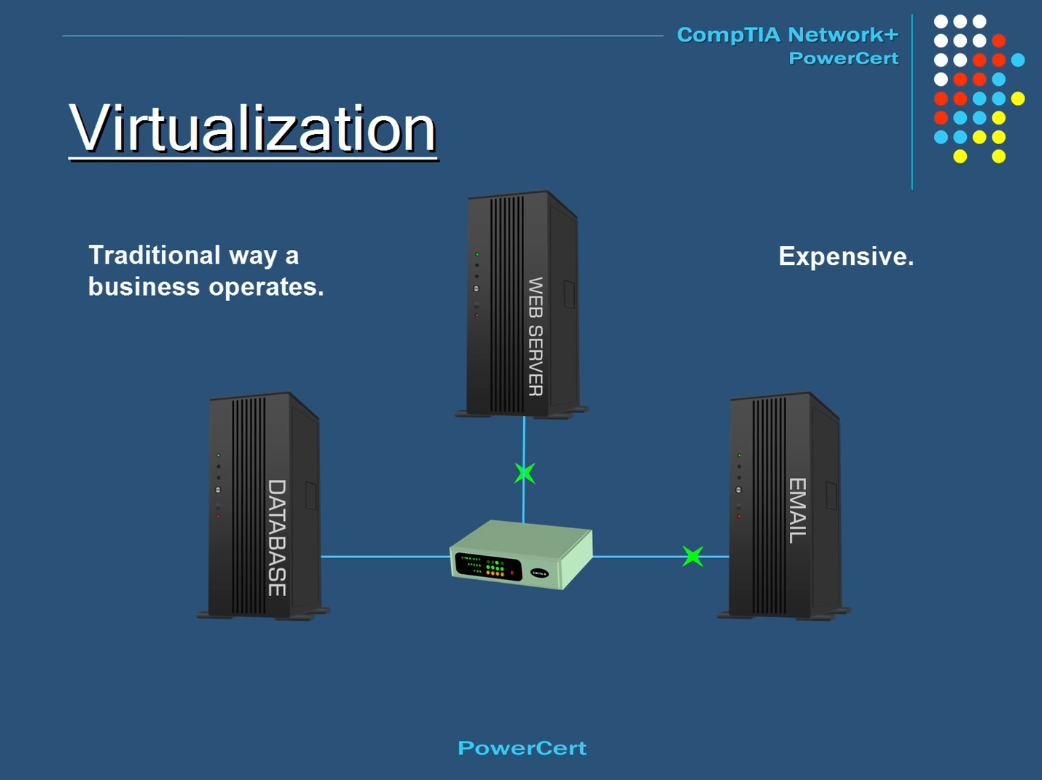 CompTIA Network+
PowerCert
Virtualization
Traditional way a
business operates.
Expensive.
WEB SERVER
DATABASE
EMAIL
PowerCert